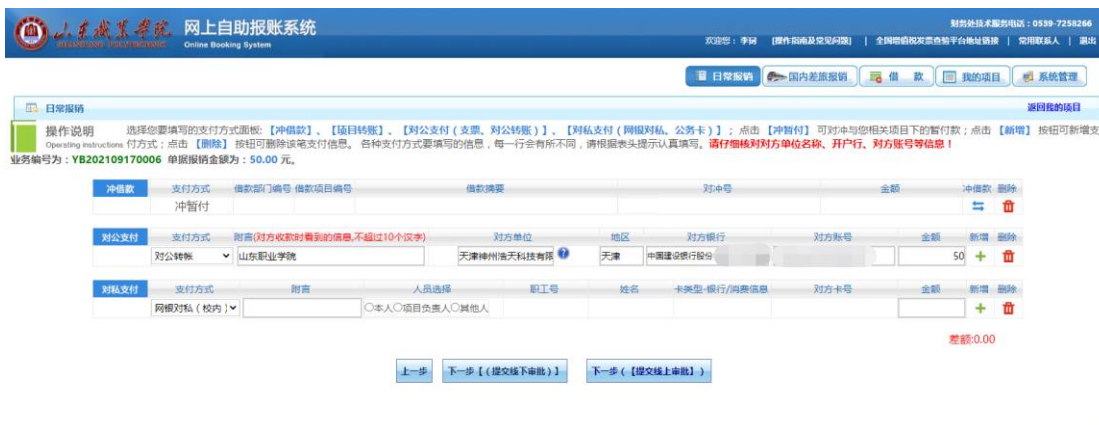 山东职业学院 网上自助报账系统
SHANDONG POLYTECHNIC Online Booking System
财务处技术服务电话：0539-7258266
欢迎您：李钶 [操作指南及常见问题] | 全国增值税发票查验平台地址链接 | 常用联系人 | 退出
日常报销 国内差旅报销 借 款 我的项目 系统管理
日常报销 返回我的项目
操作说明 选择您要填写的支付方式面板:【冲借款】、【项目转账】、【对公支付（支票、对公转账）】、【对私支付（网银对私、公务卡）】；点击【冲暂付】可对冲与您相关项目下的暂付款；点击【新增】按钮可新增支
Operating instructions 付方式；点击【删除】按钮可删除该笔支付信息。 各种支付方式要填写的信息，每一行会有所不同，请根据表头提示认真填写。请仔细核对对方单位名称、开户行、对方账号等信息！
业务编号为：YB202109170006 单据报销金额为：50.00 元。
冲借款 支付方式 借款部门编号 借款项目编号 借款摘要 对冲号 金额 冲借款 删除
冲暂付
对公支付 支付方式 附言(对方收款时看到的信息,不超过10个汉字) 对方单位 地区 对方银行 对方账号 金额 新增 删除
对公转帐 山东职业学院 天津神州浩天科技有限 天津 中国建设银行股份 50
对私支付 支付方式 附言 人员选择 职工号 姓名 卡类型-银行/消费信息 对方卡号 金额 新增 删除
网银对私（校内） 本人 项目负责人 其他人
差额:0.00
上一步 下一步【(提交线下审批)】 下一步(【提交线上审批】)